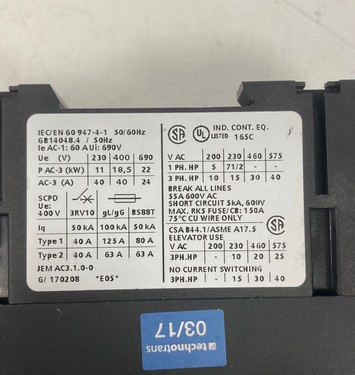 IEC/EN 60 947-4-1 50/60Hz
GB14048.4 / 50Hz
Ie AC-1: 60 A Ui: 690V
Ue (V) 230 400 690
P AC-3 (kW) 11 18,5 22
AC-3 (A) 40 40 24
SCPD
Ue: 400 V 3RV10 gL/gG BS88T
Iq 50 kA 100 kA 50 kA
Type 1 40 A 125 A 80 A
Type 2 40 A 63 A 63 A
JEM AC3.1.0-0
G/ 170208 *E05*
SA UL LISTED IND. CONT. EQ. 165C
V AC 200 230 460 575
1 PH. HP 5 71/2 - -
3 PH. HP 10 15 30 40
BREAK ALL LINES
55A 600V AC
SHORT CIRCUIT 5kA, 600V
MAX. RK5 FUSE/CB: 150A
75°C WIRE CU
CSA B44.1/ASME A17.5
ELEVATOR USE
V AC 200 230 460 575
3PH.HP - 10 20 25
NO CURRENT SWITCHING
3PH.HP - 15 30 40
technotrans
03/17